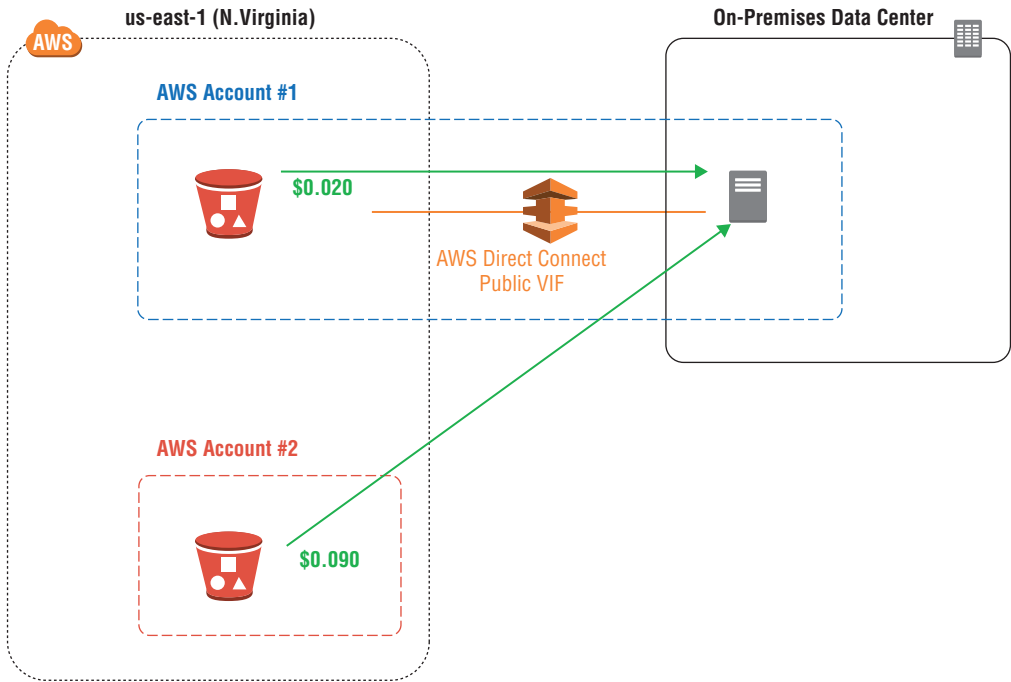 us-east-1 (N.Virginia)
On-Premises Data Center
AWS
AWS Account #1
$0.020
AWS Direct Connect
Public VIF
AWS Account #2
$0.090